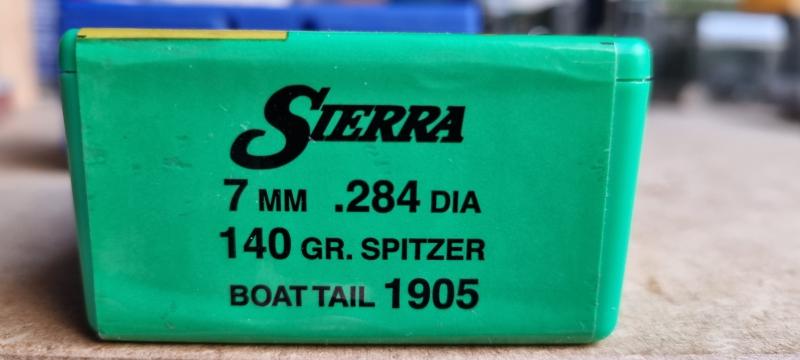 SIERRA
7 MM .284 DIA
140 GR. SPITZER
BOAT TAIL 1905